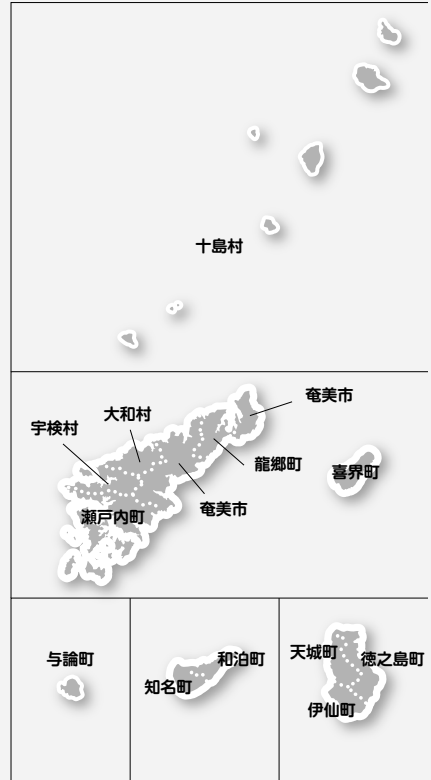 十島村
奄美市
大和村
宇検村
龍郷町
喜界町
奄美市
瀬戸内町
与論町
和泊町
知名町
天城町
徳之島町
伊仙町